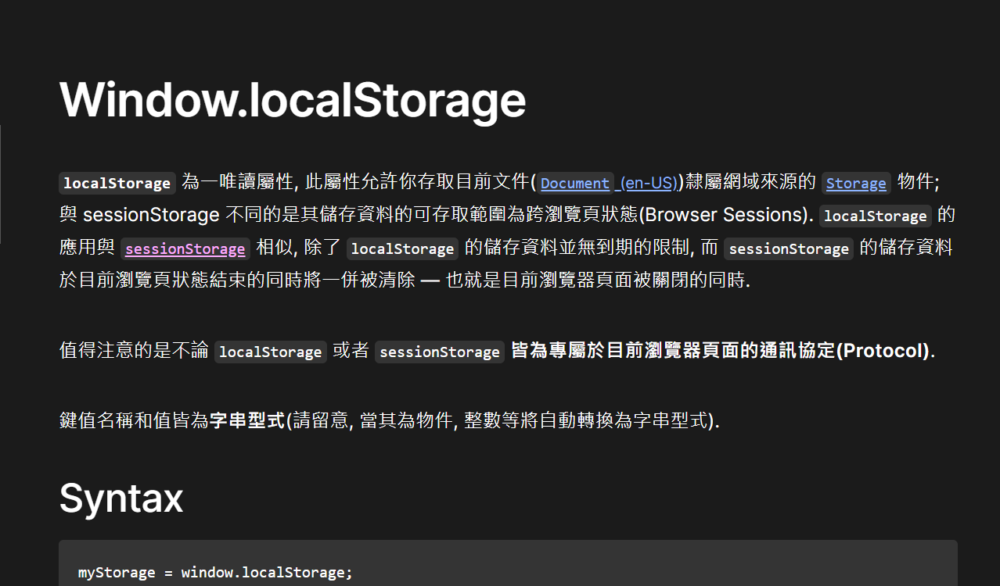 Window.localStorage
localStorage 為一唯讀屬性, 此屬性允許你存取目前文件(Document (en-US))隸屬網域來源的 Storage 物件;
與 sessionStorage 不同的是其儲存資料的可存取範圍為跨瀏覽頁狀態(Browser Sessions). localStorage 的
應用與 sessionStorage 相似, 除了 localStorage 的儲存資料並無到期的限制, 而 sessionStorage 的儲存資料
於目前瀏覽頁狀態結束的同時將一併被清除 — 也就是目前瀏覽器頁面被關閉的同時.
值得注意的是不論 localStorage 或者 sessionStorage 皆為專屬於目前瀏覽器頁面的通訊協定(Protocol).
鍵值名稱和值皆為字串型式(請留意, 當其為物件, 整數等將自動轉換為字串型式).
Syntax
myStorage = window.localStorage;